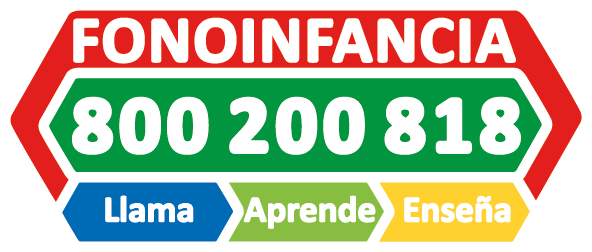 FONOINFANCIA
800 200 818
Llama Aprende Enseña